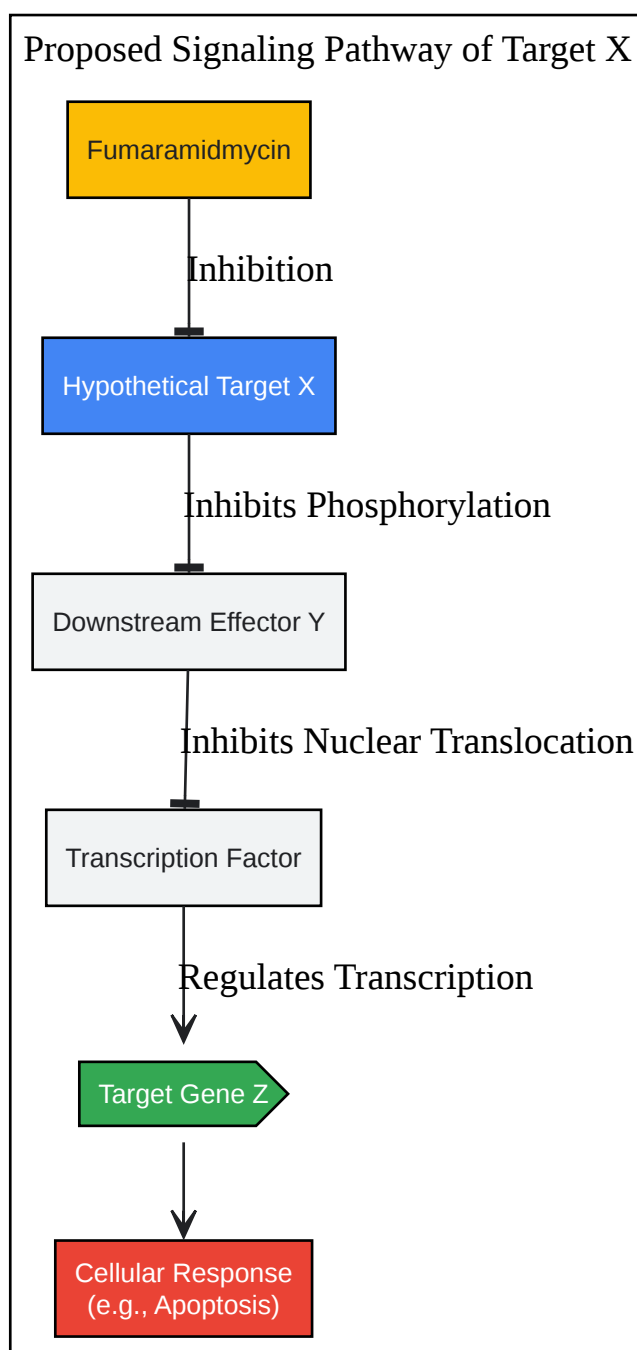 Proposed Signaling Pathway of Target X
Fumaramidmycin
Inhibition
Hypothetical Target X
Inhibits Phosphorylation
Downstream Effector Y
Inhibits Nuclear Translocation
Transcription Factor
Regulates Transcription
Target Gene Z
Cellular Response
(e.g., Apoptosis)